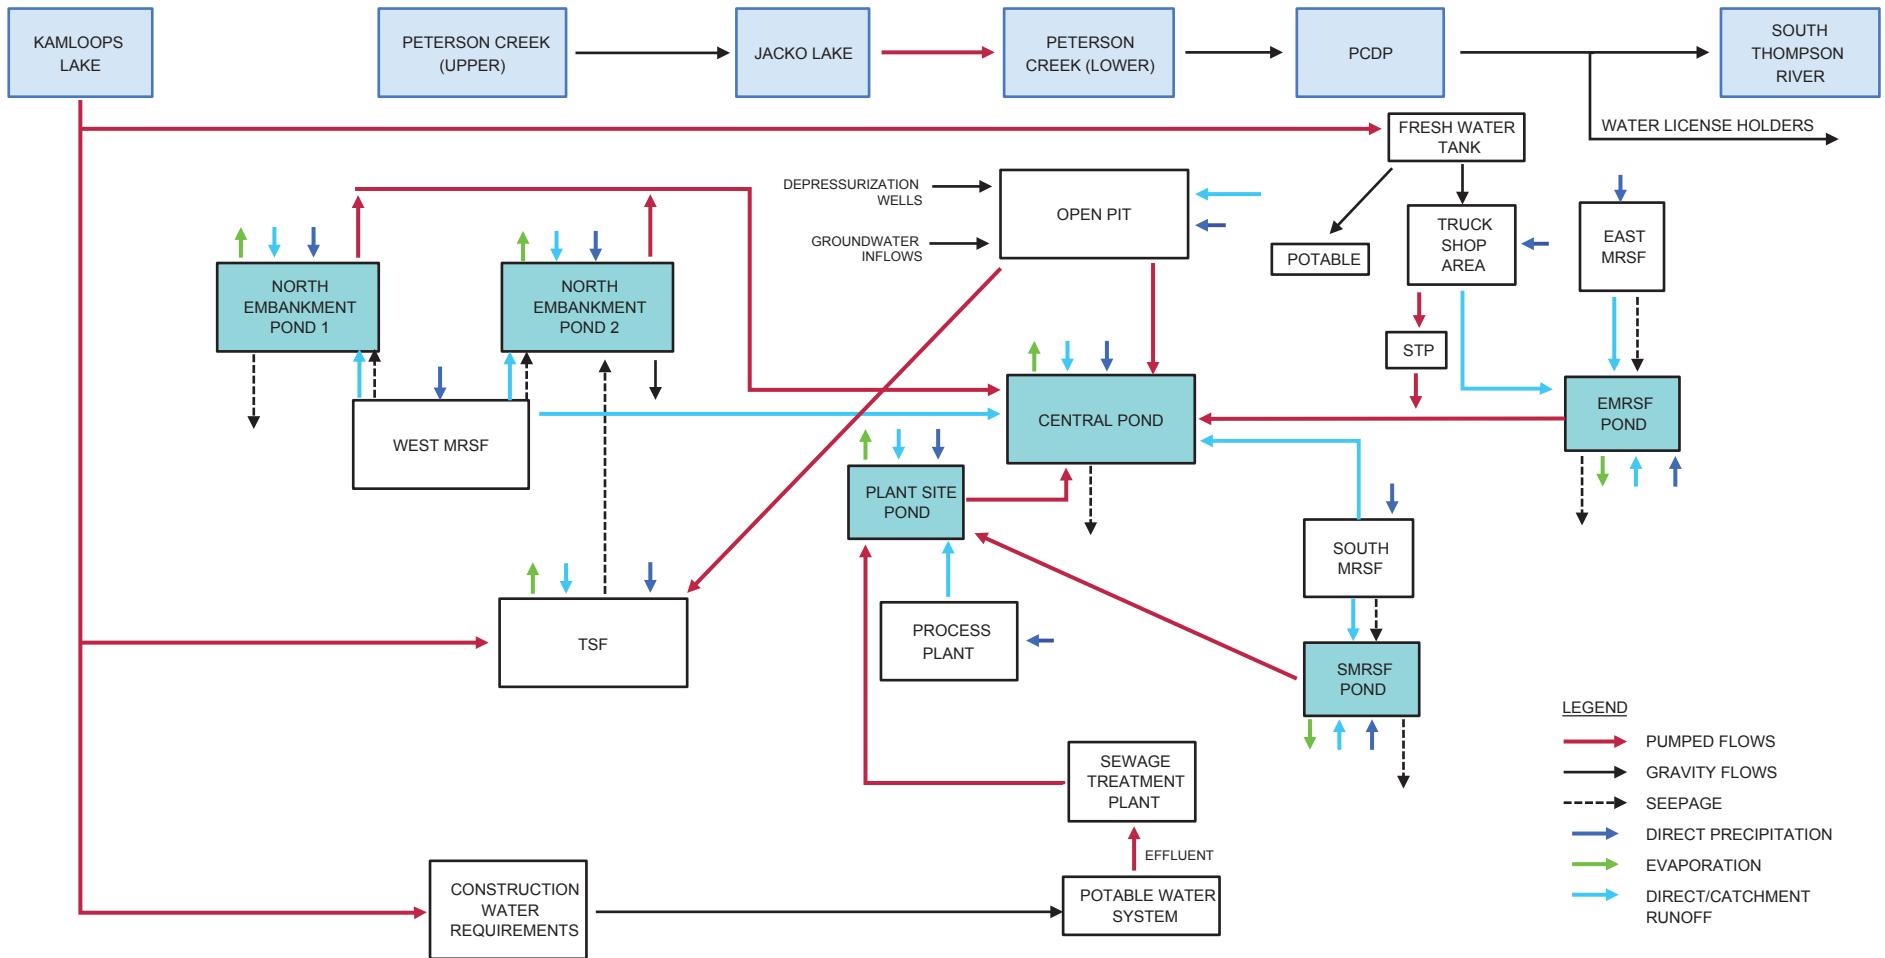 KAMLOOPS
LAKE
PETERSON CREEK
(UPPER)
JACKO LAKE
PETERSON
CREEK (LOWER)
PCDP
SOUTH
THOMPSON
RIVER
WATER LICENSE HOLDERS
FRESH WATER
TANK
DEPRESSURIZATION
WELLS
GROUNDWATER
INFLOWS
OPEN PIT
POTABLE
TRUCK
SHOP
AREA
EAST
MRSF
NORTH
EMBANKMENT
POND 1
NORTH
EMBANKMENT
POND 2
STP
WEST MRSF
CENTRAL POND
EMRSF
POND
PLANT SITE
POND
SOUTH
MRSF
TSF
PROCESS
PLANT
SMRSF
POND
SEWAGE
TREATMENT
PLANT
EFFLUENT
CONSTRUCTION
WATER
REQUIREMENTS
POTABLE WATER
SYSTEM
LEGEND
PUMPED FLOWS
GRAVITY FLOWS
SEEPAGE
DIRECT PRECIPITATION
EVAPORATION
DIRECT/CATCHMENT
RUNOFF